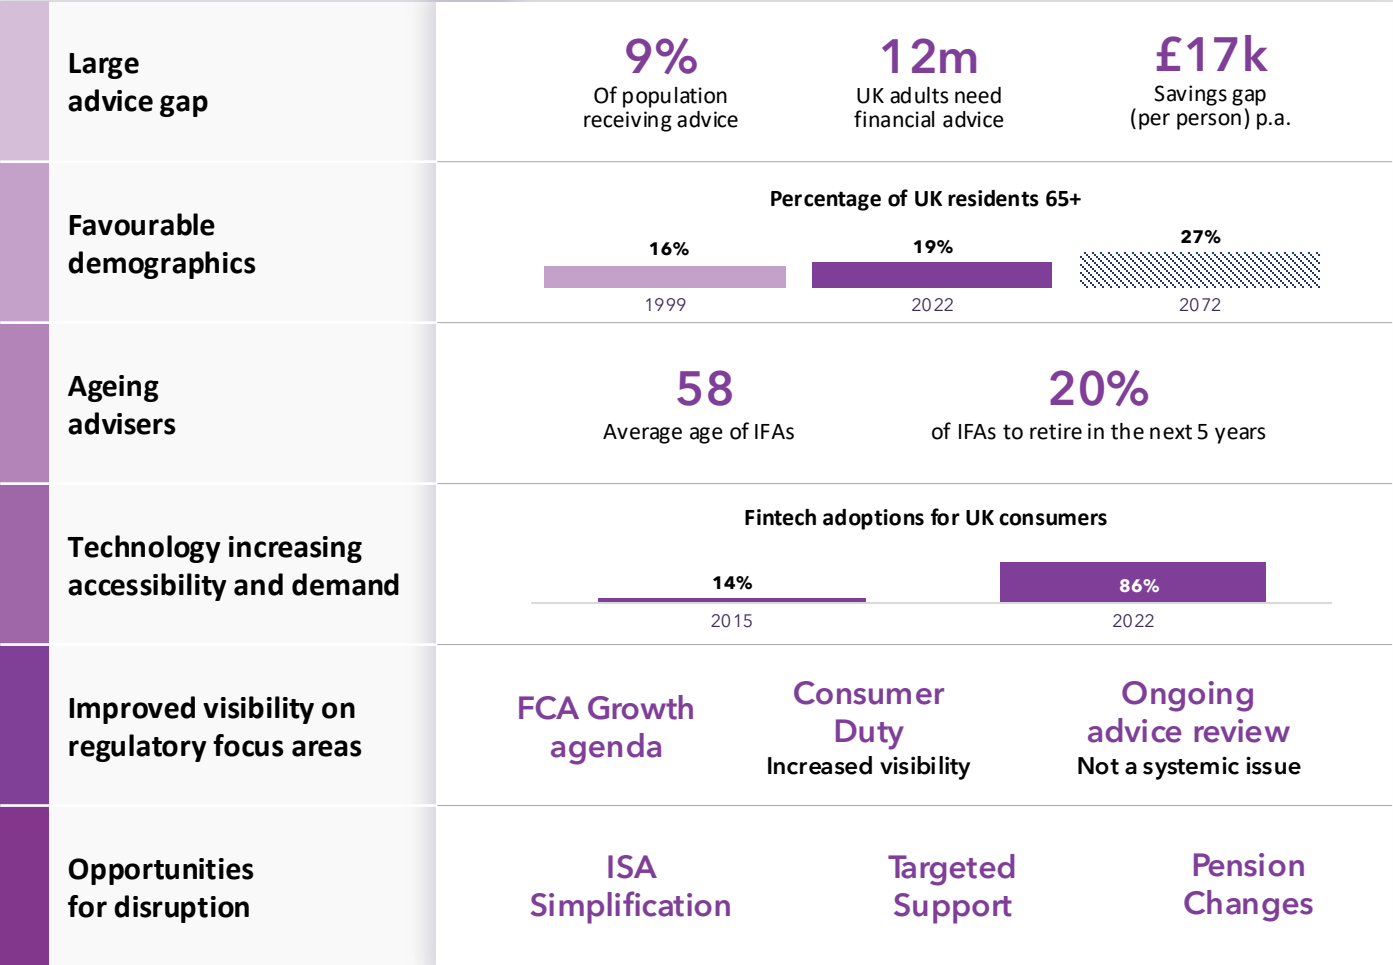 Large
advice gap
9%
Of population
receiving advice
12m
UK adults need
financial advice
£17k
Savings gap
(per person) p.a.
Favourable
demographics
Percentage of UK residents 65+
16%
19%
27%
1999
2022
2072
Ageing
advisers
58
Average age of IFAs
20%
of IFAs to retire in the next 5 years
Technology increasing
accessibility and demand
Fintech adoptions for UK consumers
14%
86%
2015
2022
Improved visibility on
regulatory focus areas
FCA Growth
agenda
Consumer
Duty
Increased visibility
Ongoing
advice review
Not a systemic issue
Opportunities
for disruption
ISA
Simplification
Targeted
Support
Pension
Changes